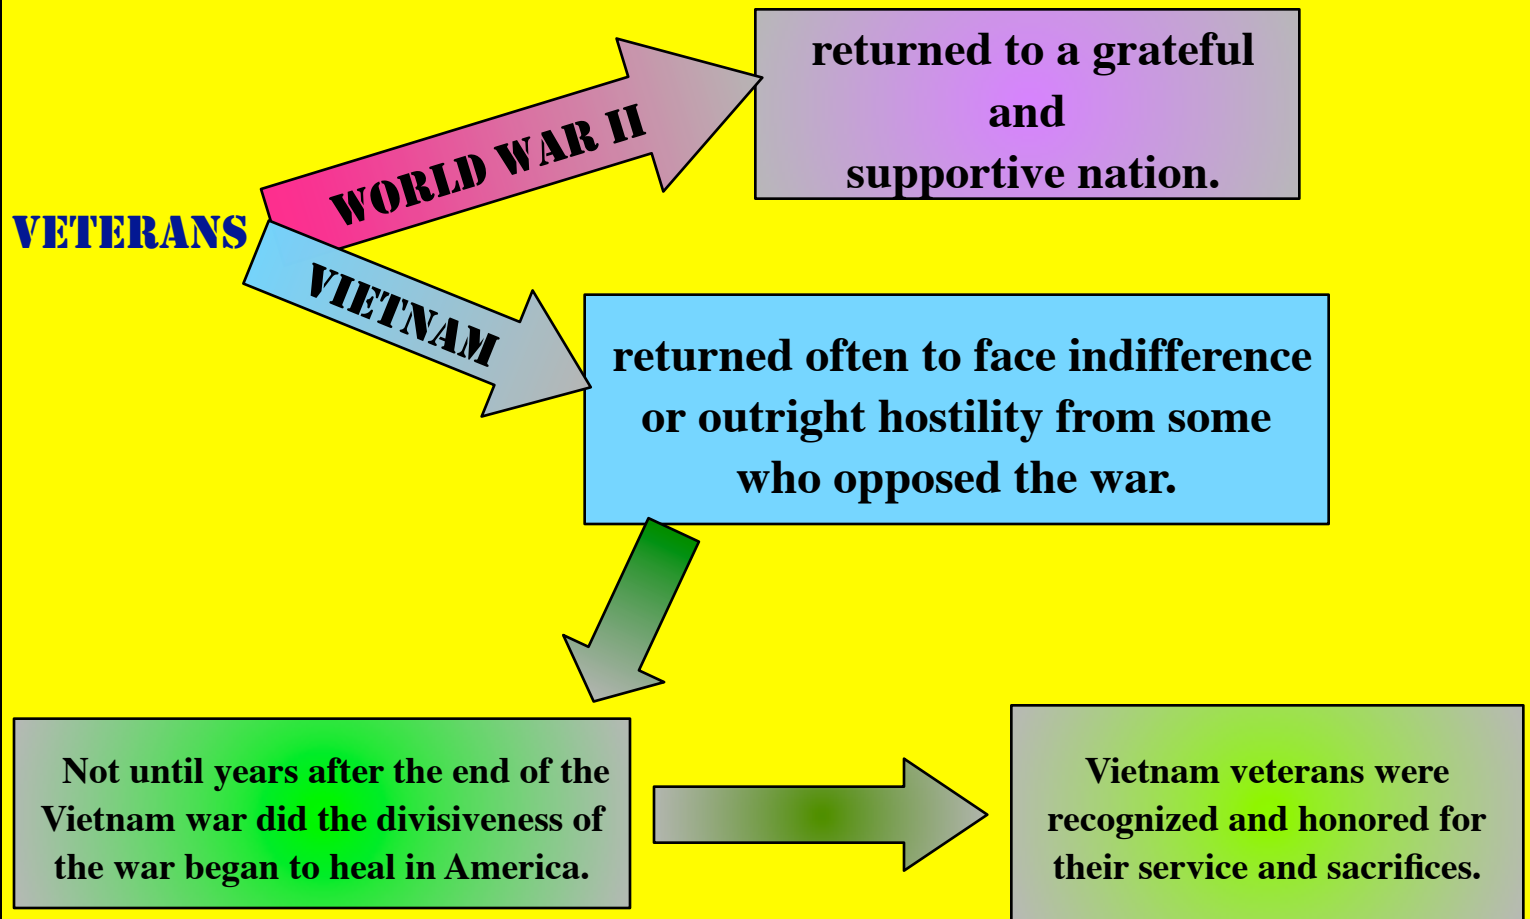 VETERANS
WORLD WAR II
returned to a grateful
and
supportive nation.
VIETNAM
returned often to face indifference
or outright hostility from some
who opposed the war.
Not until years after the end of the
Vietnam war did the divisiveness of
the war began to heal in America.
Vietnam veterans were
recognized and honored for
their service and sacrifices.